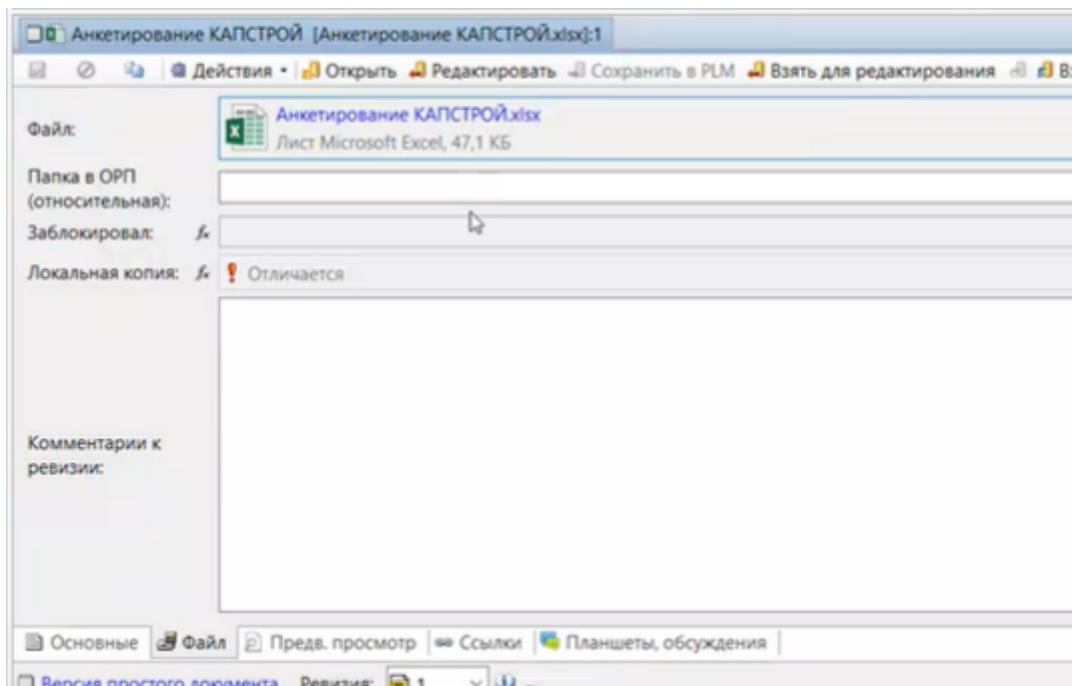 Анкетирование КАПСТРОЙ [Анкетирование КАПСТРОЙ.xlsx]:1
Действия Открыть Редактировать Сохранить в PLM Взять для редактирования
Файл:
Анкетирование КАПСТРОЙ.xlsx
Лист Microsoft Excel, 47,1 КБ
Папка в ОРП
(относительная):
Заблокировал:
Локальная копия: Отличается
Комментарии к
ревизии:
Основные Файл Предв. просмотр Ссылки Планшеты, обсуждения
Версия простого документа Ревизия: 1